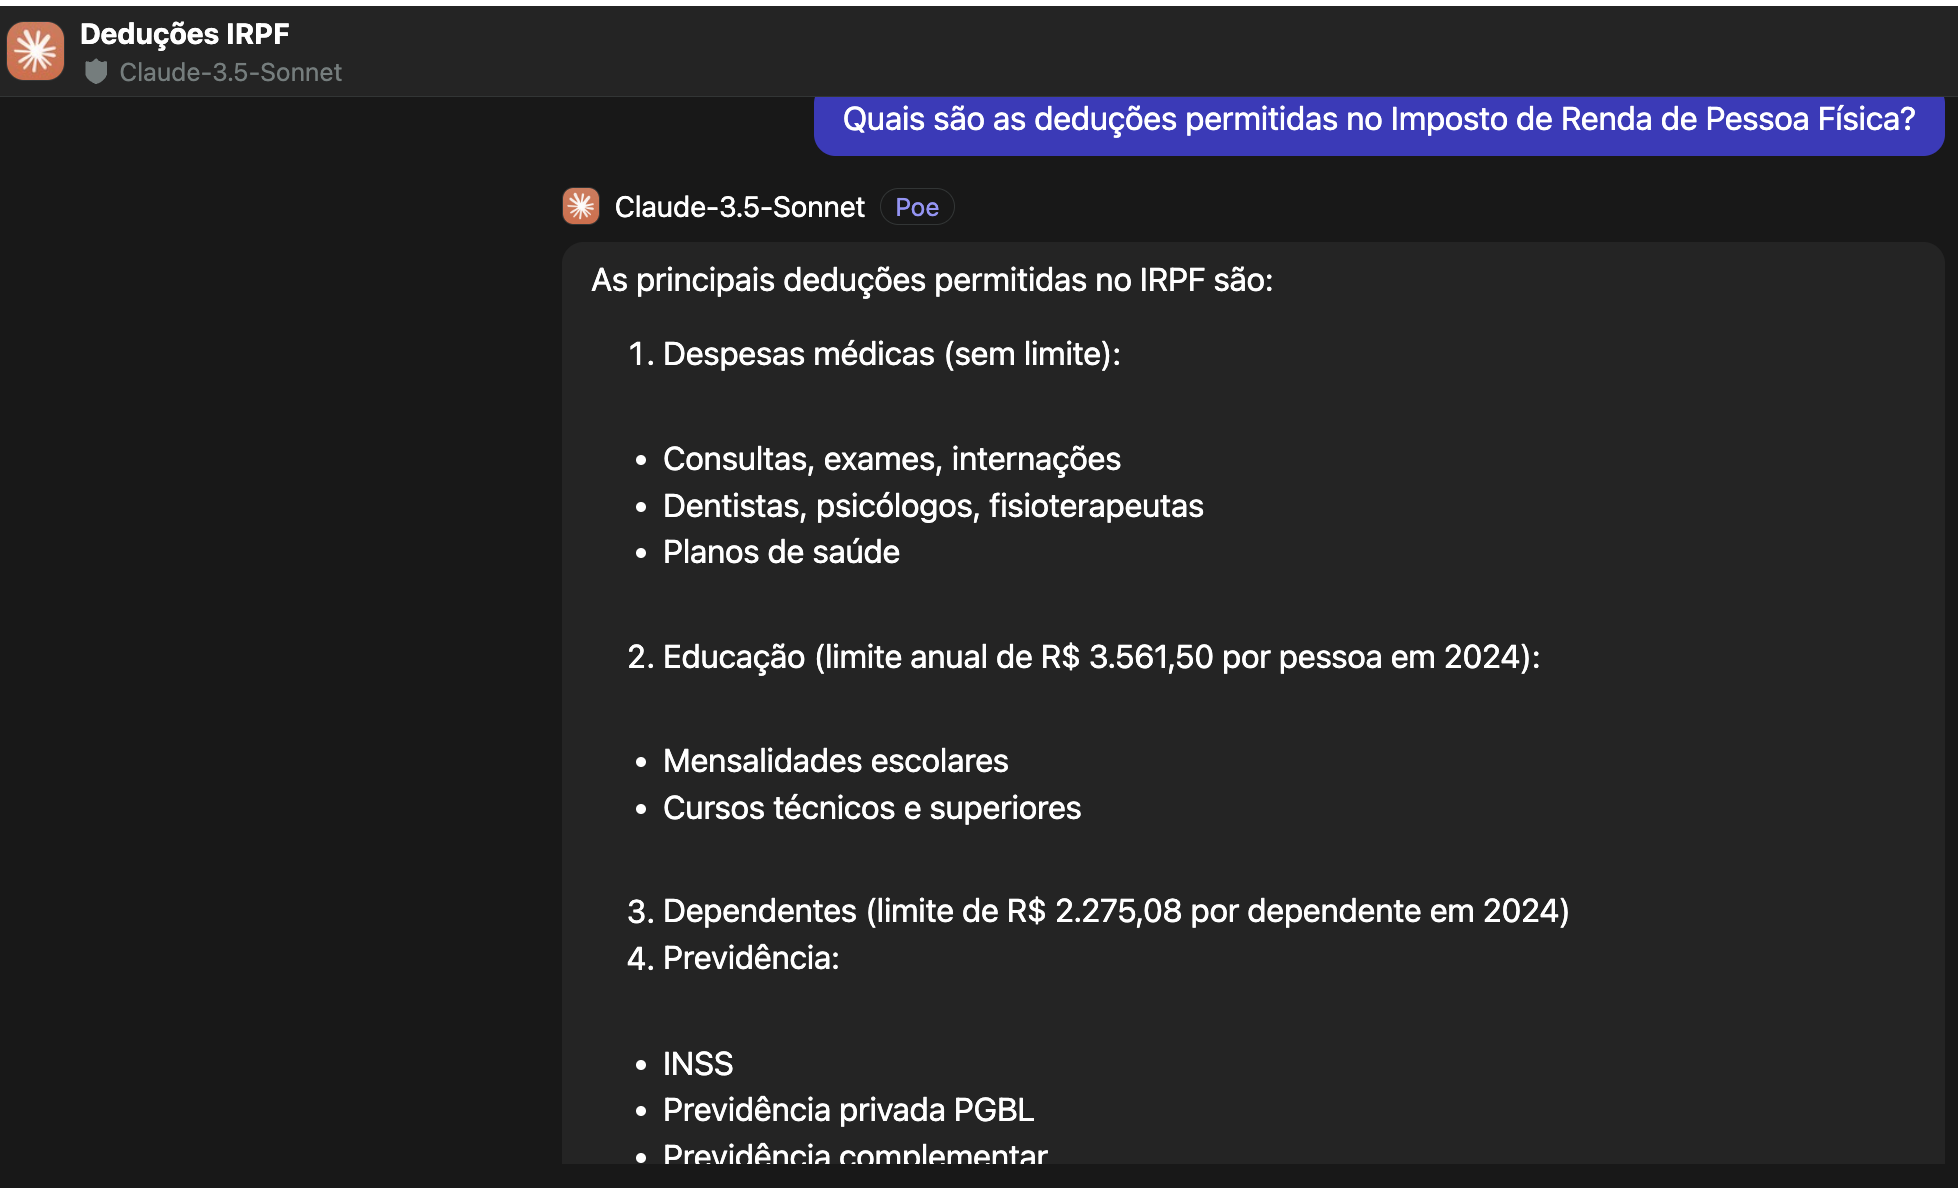 Deduções IRPF
Claude-3.5-Sonnet
Quais são as deduções permitidas no Imposto de Renda de Pessoa Física?
Claude-3.5-Sonnet Poe
As principais deduções permitidas no IRPF são:
1. Despesas médicas (sem limite):
• Consultas, exames, internações
• Dentistas, psicólogos, fisioterapeutas
• Planos de saúde
2. Educação (limite anual de R$ 3.561,50 por pessoa em 2024):
• Mensalidades escolares
• Cursos técnicos e superiores
3. Dependentes (limite de R$ 2.275,08 por dependente em 2024)
4. Previdência:
• INSS
• Previdência privada PGBL
• Previdência complementar